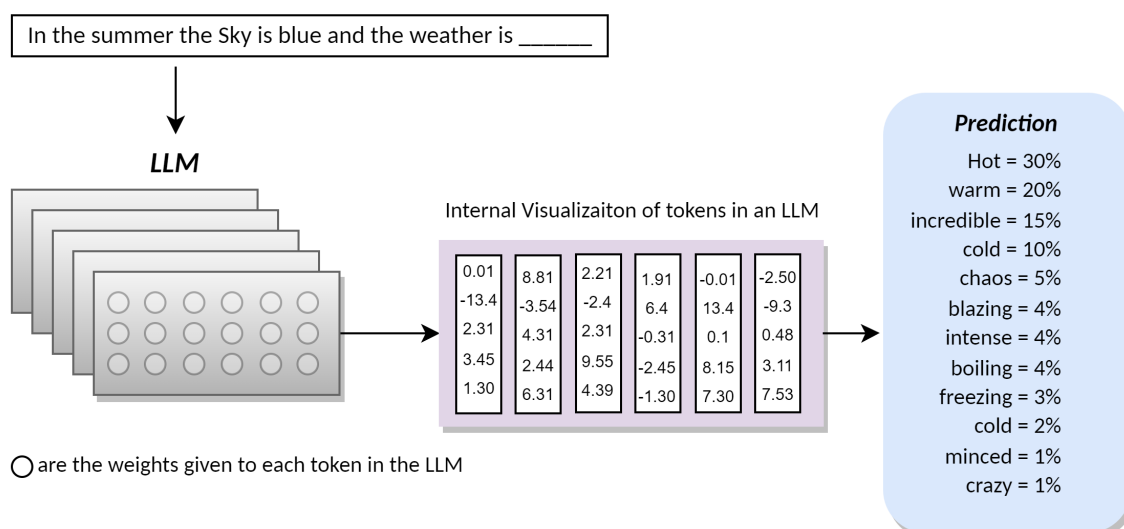 In the summer the Sky is blue and the weather is ______
LLM
Internal Visualizaiton of tokens in an LLM
0.01
-13.4
2.31
3.45
1.30
8.81
-3.54
4.31
2.44
6.31
2.21
-2.4
2.31
9.55
4.39
1.91
6.4
-0.31
-2.45
-1.30
-0.01
13.4
0.1
8.15
7.30
-2.50
-9.3
0.48
3.11
7.53
are the weights given to each token in the LLM
Prediction
Hot = 30%
warm = 20%
incredible = 15%
cold = 10%
chaos = 5%
blazing = 4%
intense = 4%
boiling = 4%
freezing = 3%
cold = 2%
minced = 1%
crazy = 1%